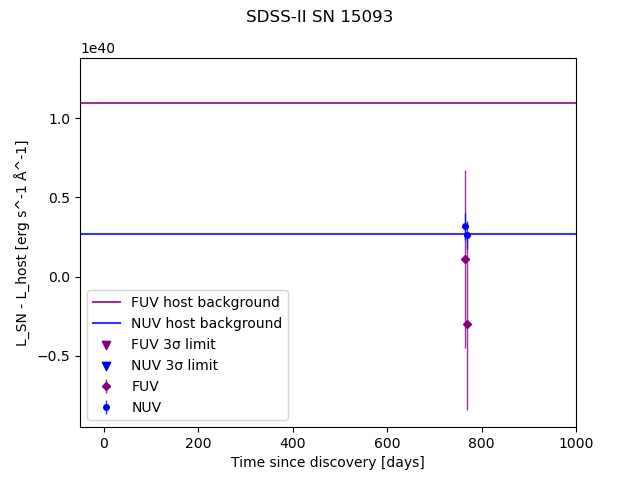 SDSS-II SN 15093
1e40
L_SN - L_host [erg s^-1 Å^-1]
1.0
0.5
0.0
−0.5
FUV host background
NUV host background
FUV 3σ limit
NUV 3σ limit
FUV
NUV
0 200 400 600 800 1000
Time since discovery [days]